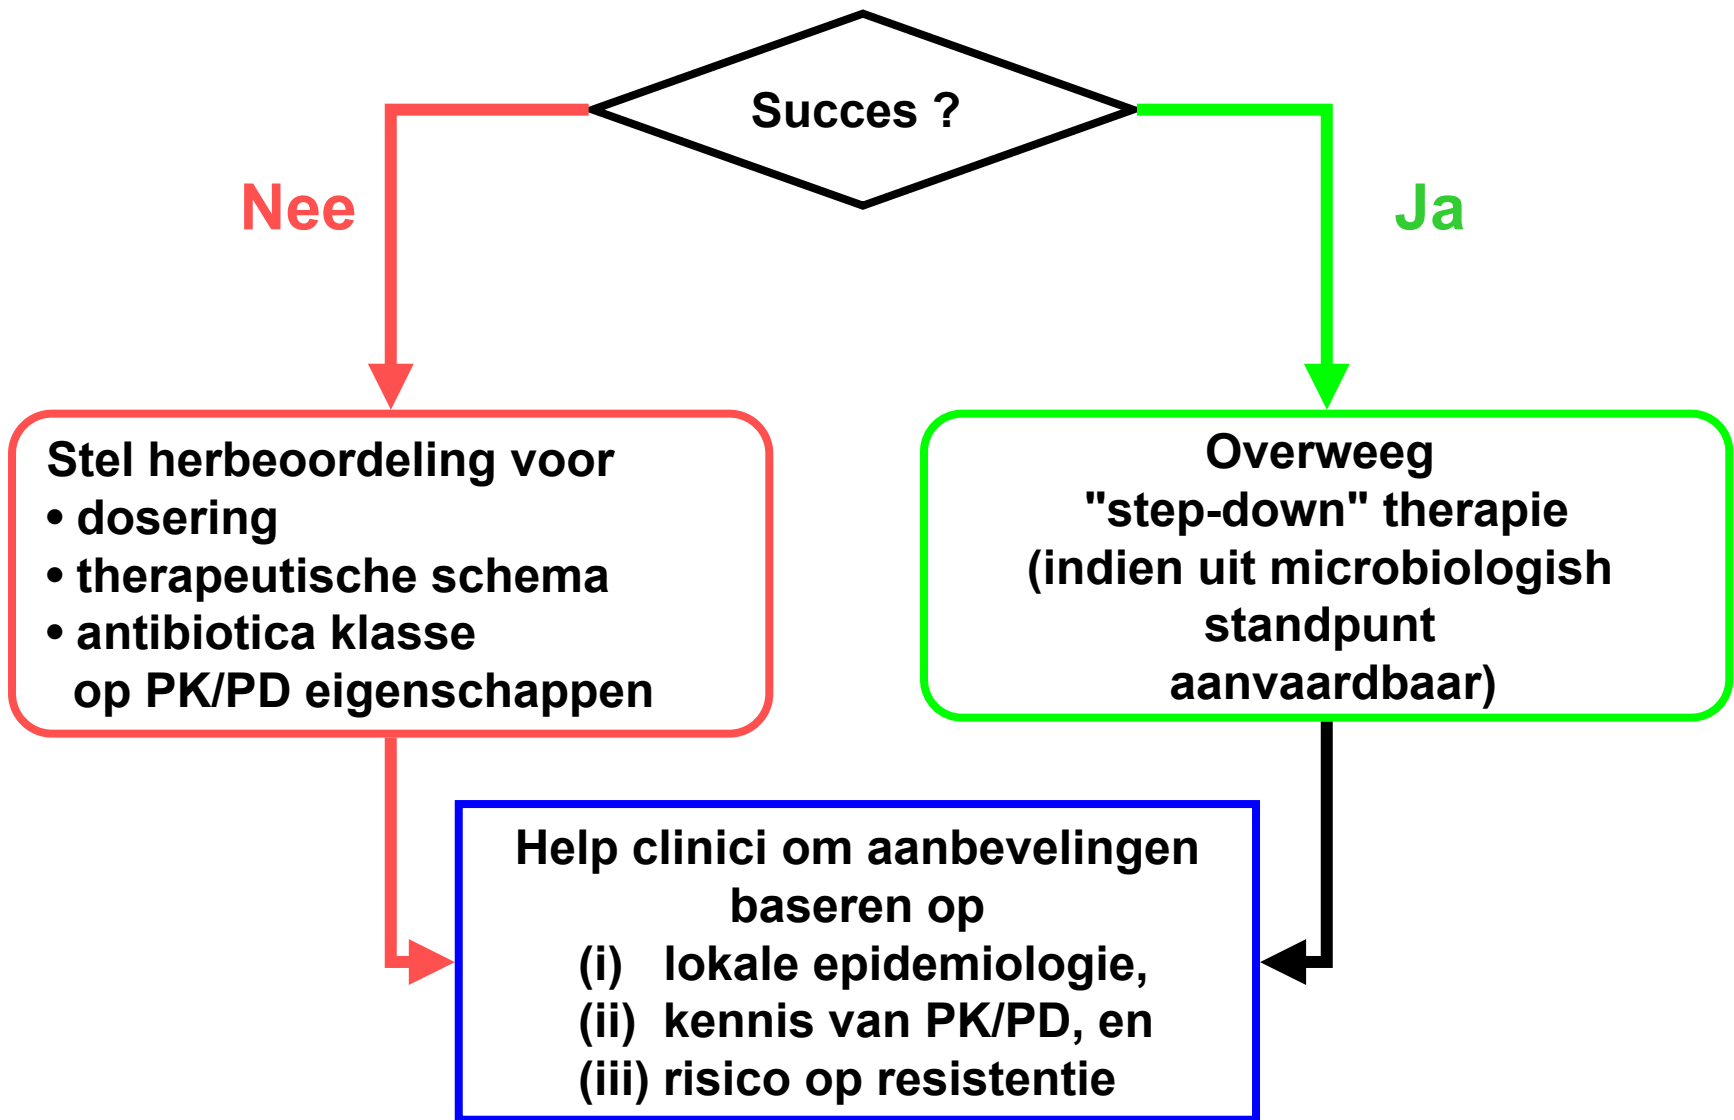 Succes ?
Nee
Ja
Stel herbeoordeling voor
• dosering
• therapeutische schema
• antibotica klasse
op PK/PD eigenschappen
Overweeg
"step-down" therapie
(indien uit microbiologish
standpunt
aanvaardbaar)
Help clinici om aanbevelingen
baseren op
(i) lokale epidemiologie,
(ii) kennis van PK/PD, en
(iii) risico op resistentie